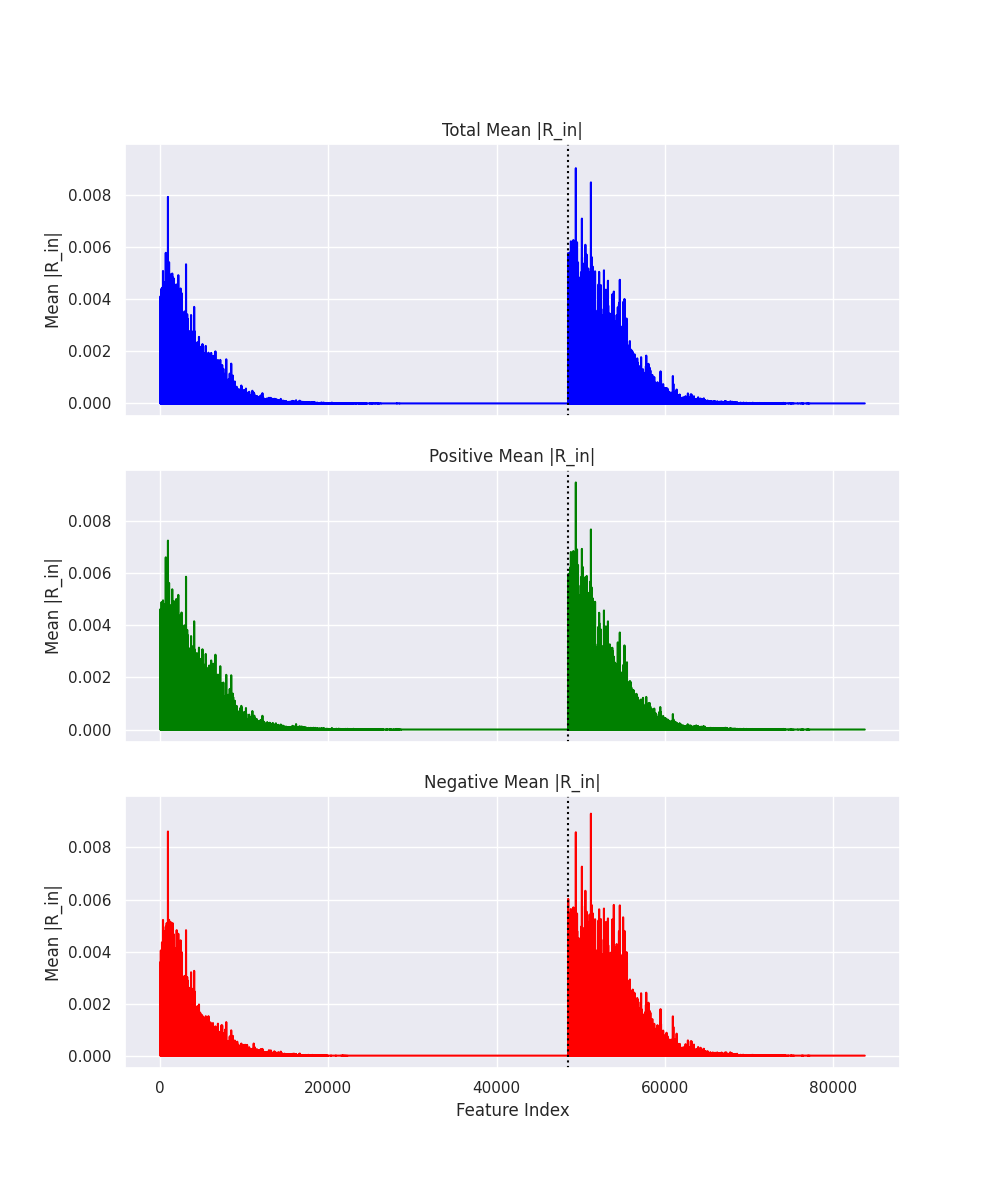 Total Mean |R_in|
Mean |R_in|
0.008
0.006
0.004
0.002
0.000
Positive Mean |R_in|
Mean |R_in|
0.008
0.006
0.004
0.002
0.000
Negative Mean |R_in|
Mean |R_in|
0.008
0.006
0.004
0.002
0.000
0 20000 40000 60000 80000
Feature Index